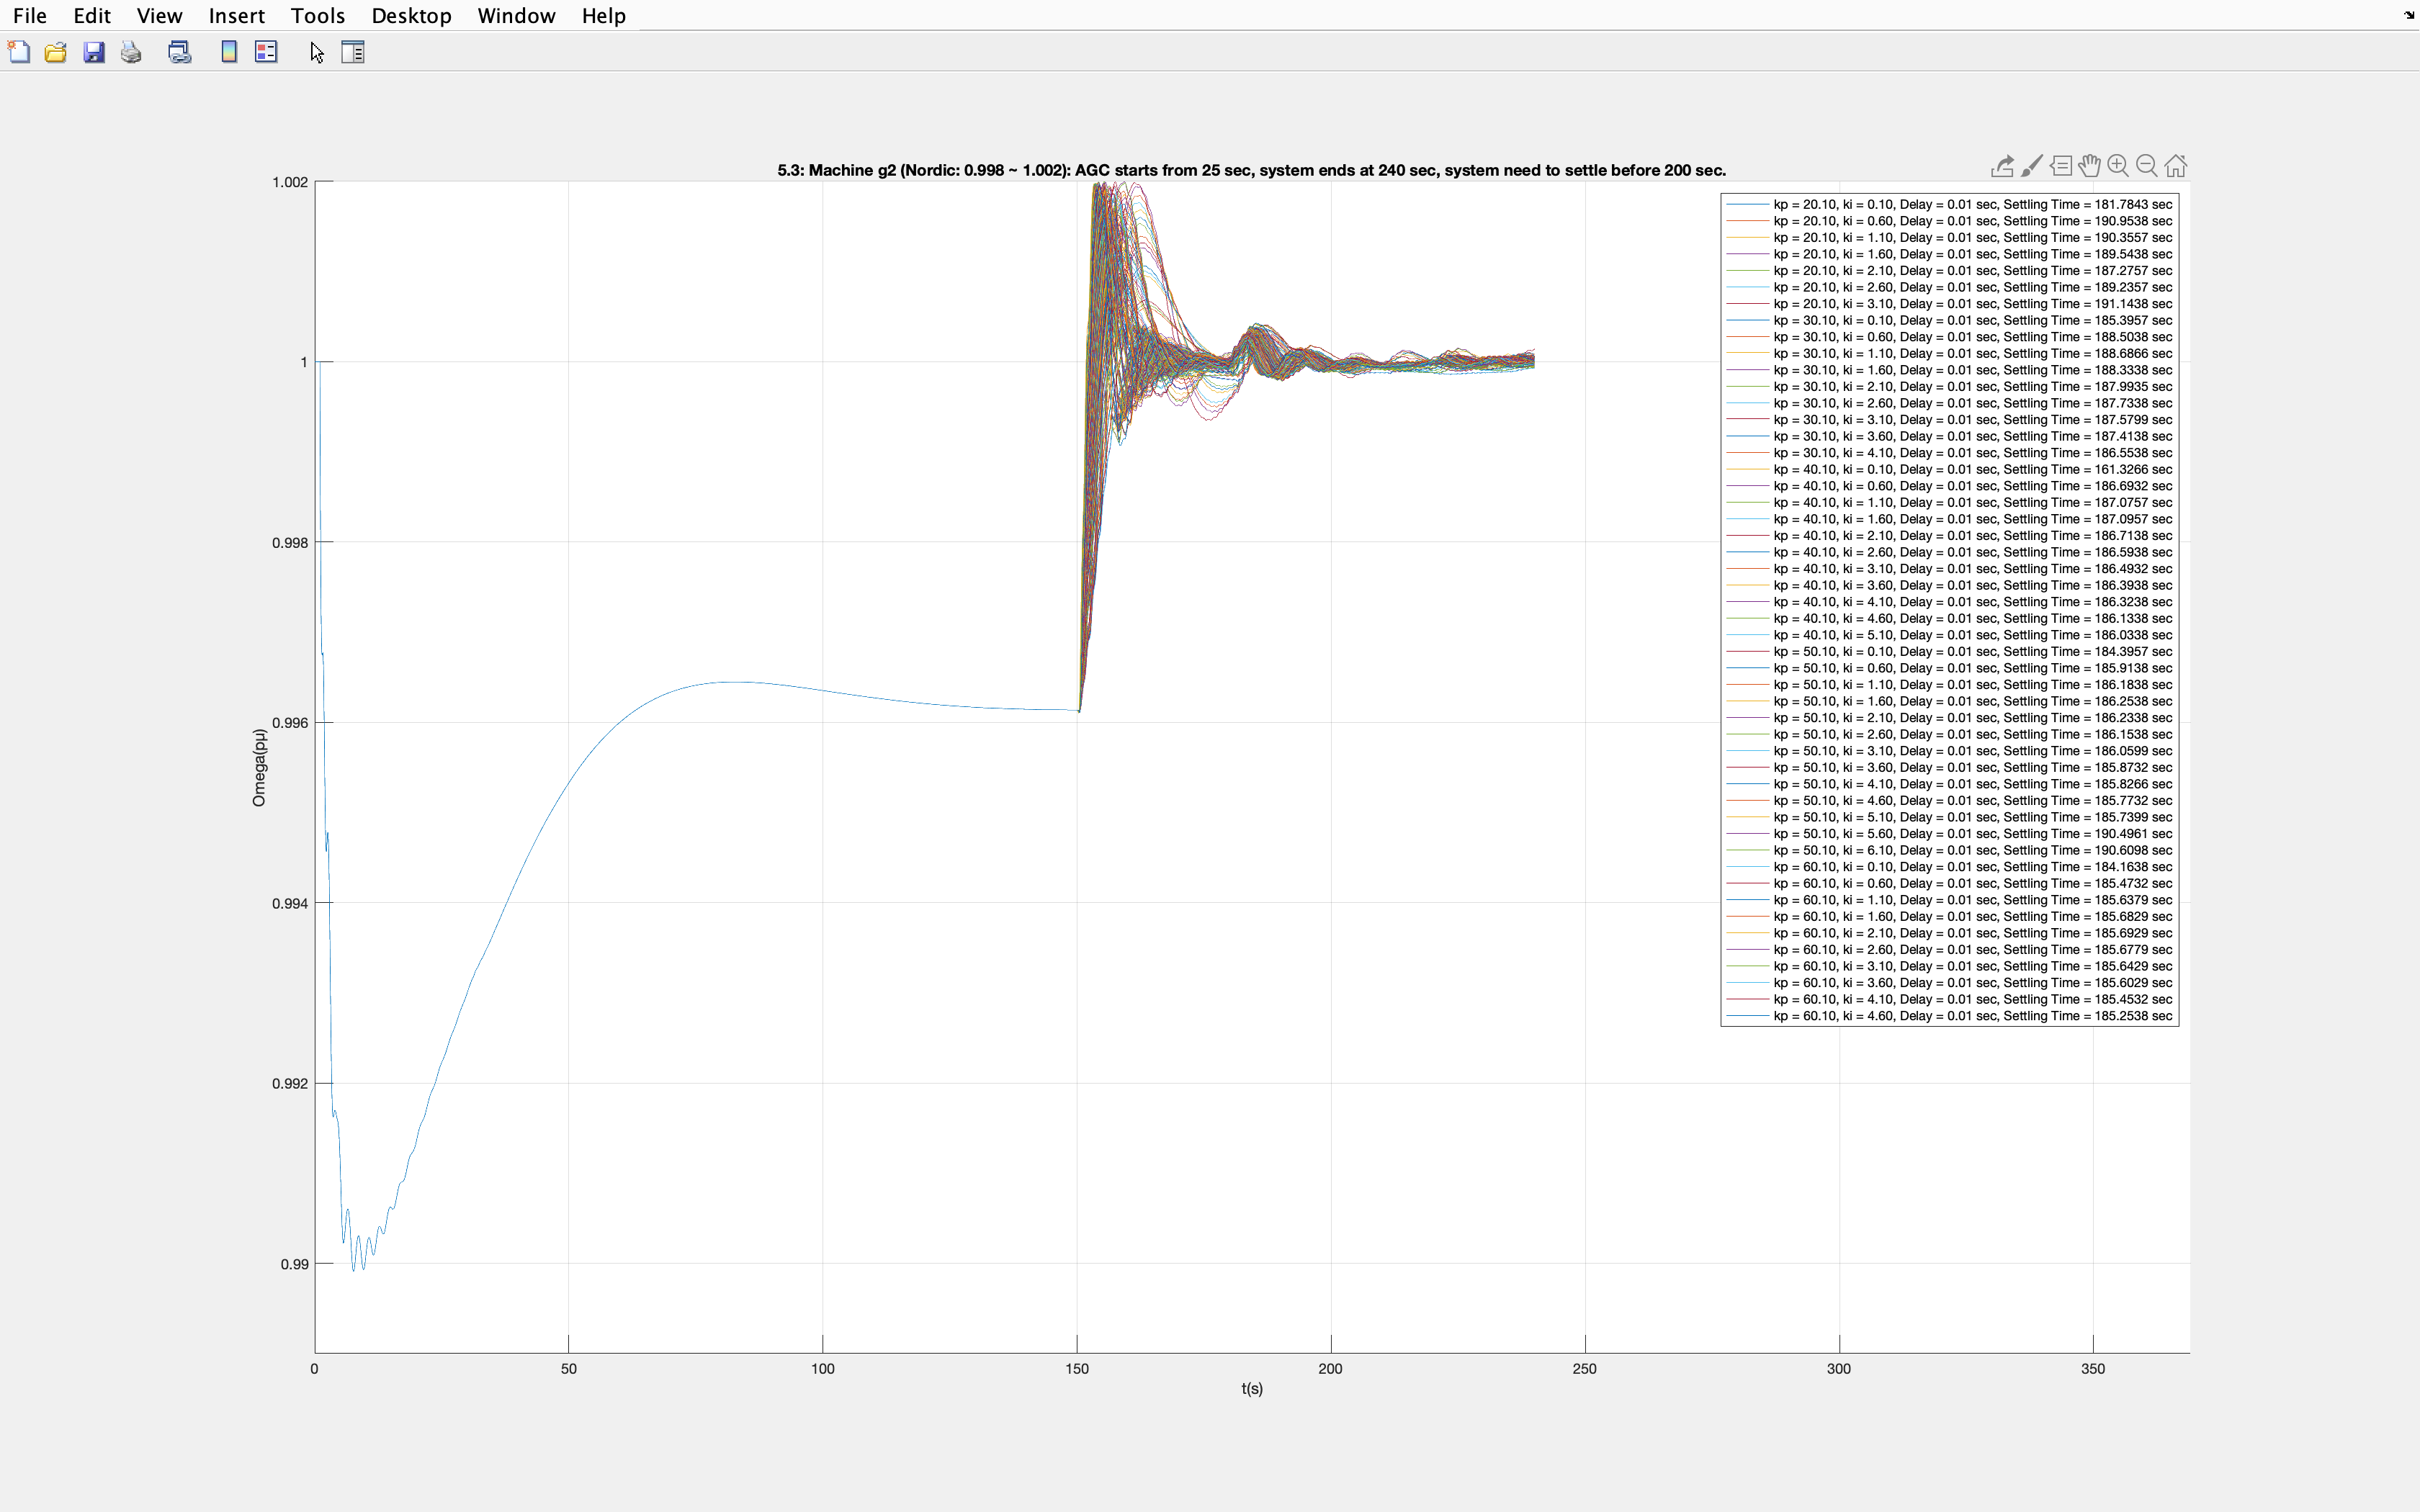 File Edit View Insert Tools Desktop Window Help
5.3: Machine g2 (Nordic: 0.998 ~ 1.002): AGC starts from 25 sec, system ends at 240 sec, system need to settle before 200 sec.
1.002
1
0.998
0.996
0.994
0.992
0.99
Omega(pμ)
0 50 100 150 200 250 300 350
t(s)
kp = 20.10, ki = 0.10, Delay = 0.01 sec, Settling Time = 181.7843 sec
kp = 20.10, ki = 0.60, Delay = 0.01 sec, Settling Time = 190.9538 sec
kp = 20.10, ki = 1.10, Delay = 0.01 sec, Settling Time = 190.3557 sec
kp = 20.10, ki = 1.60, Delay = 0.01 sec, Settling Time = 189.5438 sec
kp = 20.10, ki = 2.10, Delay = 0.01 sec, Settling Time = 187.2757 sec
kp = 20.10, ki = 2.60, Delay = 0.01 sec, Settling Time = 189.2357 sec
kp = 20.10, ki = 3.10, Delay = 0.01 sec, Settling Time = 191.1438 sec
kp = 30.10, ki = 0.10, Delay = 0.01 sec, Settling Time = 185.3957 sec
kp = 30.10, ki = 0.60, Delay = 0.01 sec, Settling Time = 188.5038 sec
kp = 30.10, ki = 1.10, Delay = 0.01 sec, Settling Time = 188.6866 sec
kp = 30.10, ki = 1.60, Delay = 0.01 sec, Settling Time = 188.3338 sec
kp = 30.10, ki = 2.10, Delay = 0.01 sec, Settling Time = 187.9935 sec
kp = 30.10, ki = 2.60, Delay = 0.01 sec, Settling Time = 187.7338 sec
kp = 30.10, ki = 3.10, Delay = 0.01 sec, Settling Time = 187.5799 sec
kp = 30.10, ki = 3.60, Delay = 0.01 sec, Settling Time = 187.4138 sec
kp = 30.10, ki = 4.10, Delay = 0.01 sec, Settling Time = 186.5538 sec
kp = 40.10, ki = 0.10, Delay = 0.01 sec, Settling Time = 161.3266 sec
kp = 40.10, ki = 0.60, Delay = 0.01 sec, Settling Time = 186.6932 sec
kp = 40.10, ki = 1.10, Delay = 0.01 sec, Settling Time = 187.0757 sec
kp = 40.10, ki = 1.60, Delay = 0.01 sec, Settling Time = 187.0957 sec
kp = 40.10, ki = 2.10, Delay = 0.01 sec, Settling Time = 186.7138 sec
kp = 40.10, ki = 2.60, Delay = 0.01 sec, Settling Time = 186.5938 sec
kp = 40.10, ki = 3.10, Delay = 0.01 sec, Settling Time = 186.4932 sec
kp = 40.10, ki = 3.60, Delay = 0.01 sec, Settling Time = 186.3938 sec
kp = 40.10, ki = 4.10, Delay = 0.01 sec, Settling Time = 186.3238 sec
kp = 40.10, ki = 4.60, Delay = 0.01 sec, Settling Time = 186.1338 sec
kp = 40.10, ki = 5.10, Delay = 0.01 sec, Settling Time = 186.0338 sec
kp = 50.10, ki = 0.10, Delay = 0.01 sec, Settling Time = 184.3957 sec
kp = 50.10, ki = 0.60, Delay = 0.01 sec, Settling Time = 185.9138 sec
kp = 50.10, ki = 1.10, Delay = 0.01 sec, Settling Time = 186.1838 sec
kp = 50.10, ki = 1.60, Delay = 0.01 sec, Settling Time = 186.2538 sec
kp = 50.10, ki = 2.10, Delay = 0.01 sec, Settling Time = 186.2338 sec
kp = 50.10, ki = 2.60, Delay = 0.01 sec, Settling Time = 186.1538 sec
kp = 50.10, ki = 3.10, Delay = 0.01 sec, Settling Time = 186.0599 sec
kp = 50.10, ki = 3.60, Delay = 0.01 sec, Settling Time = 185.8732 sec
kp = 50.10, ki = 4.10, Delay = 0.01 sec, Settling Time = 185.8266 sec
kp = 50.10, ki = 4.60, Delay = 0.01 sec, Settling Time = 185.7732 sec
kp = 50.10, ki = 5.10, Delay = 0.01 sec, Settling Time = 185.7399 sec
kp = 50.10, ki = 5.60, Delay = 0.01 sec, Settling Time = 190.4961 sec
kp = 50.10, ki = 6.10, Delay = 0.01 sec, Settling Time = 190.6098 sec
kp = 60.10, ki = 0.10, Delay = 0.01 sec, Settling Time = 184.1638 sec
kp = 60.10, ki = 0.60, Delay = 0.01 sec, Settling Time = 185.4732 sec
kp = 60.10, ki = 1.10, Delay = 0.01 sec, Settling Time = 185.6379 sec
kp = 60.10, ki = 1.60, Delay = 0.01 sec, Settling Time = 185.6829 sec
kp = 60.10, ki = 2.10, Delay = 0.01 sec, Settling Time = 185.6929 sec
kp = 60.10, ki = 2.60, Delay = 0.01 sec, Settling Time = 185.6779 sec
kp = 60.10, ki = 3.10, Delay = 0.01 sec, Settling Time = 185.6429 sec
kp = 60.10, ki = 3.60, Delay = 0.01 sec, Settling Time = 185.6029 sec
kp = 60.10, ki = 4.10, Delay = 0.01 sec, Settling Time = 185.4532 sec
kp = 60.10, ki = 4.60, Delay = 0.01 sec, Settling Time = 185.2538 sec